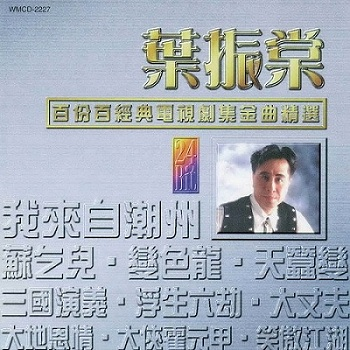 WMCD-2227
葉振棠
百份百經典電視劇集金曲精選
24
Bit
我來自潮州
蘇乞兒・變色龍・天蠶變
三國演義・浮生六劫・大丈夫
大地恩情・大俠霍元甲・笑傲江湖